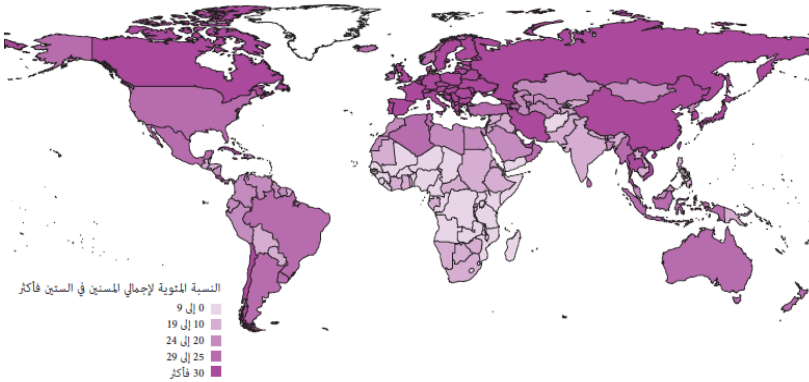 النسبة المئوية لإجمالي المسنين في الستين فأكثر
0 إلى 9
10 إلى 19
20 إلى 24
25 إلى 29
30 فأكثر